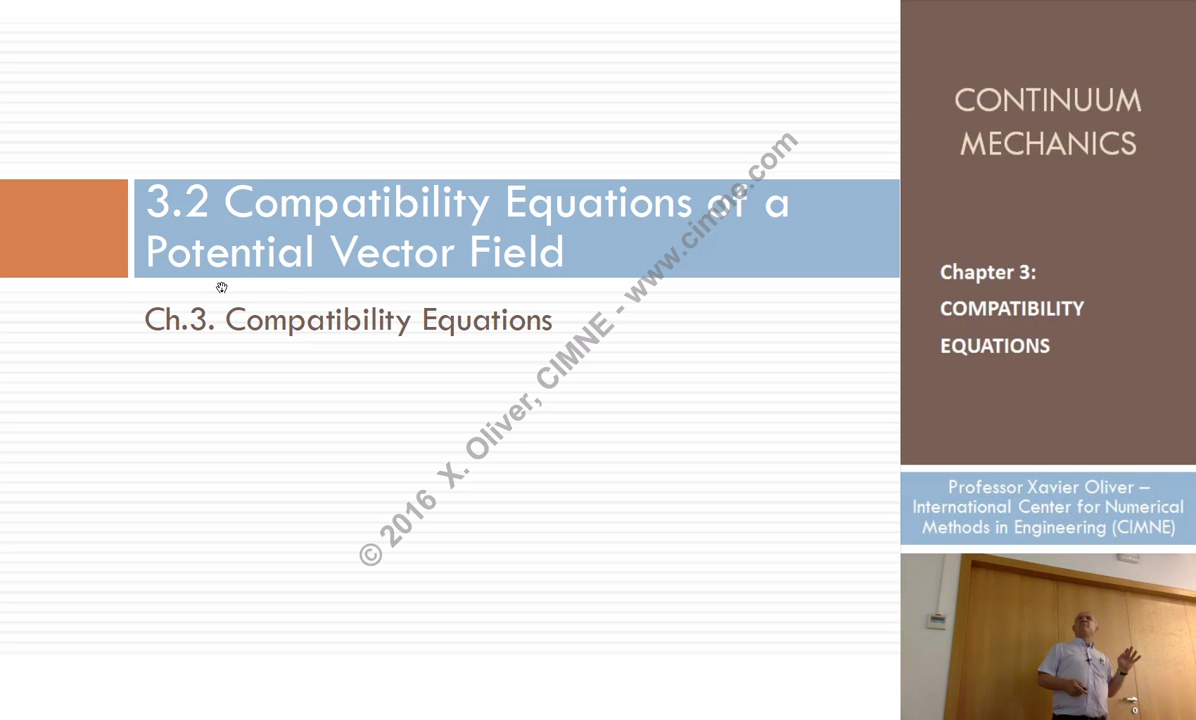 3.2 Compatibility Equations of a
Potential Vector Field
Ch.3. Compatibility Equations
© 2016 X. Oliver, CIMNE - www.cimne.com
CONTINUUM
MECHANICS
Chapter 3:
COMPATIBILITY
EQUATIONS
Professor Xavier Oliver –
International Center for Numerical
Methods in Engineering (CIMNE)